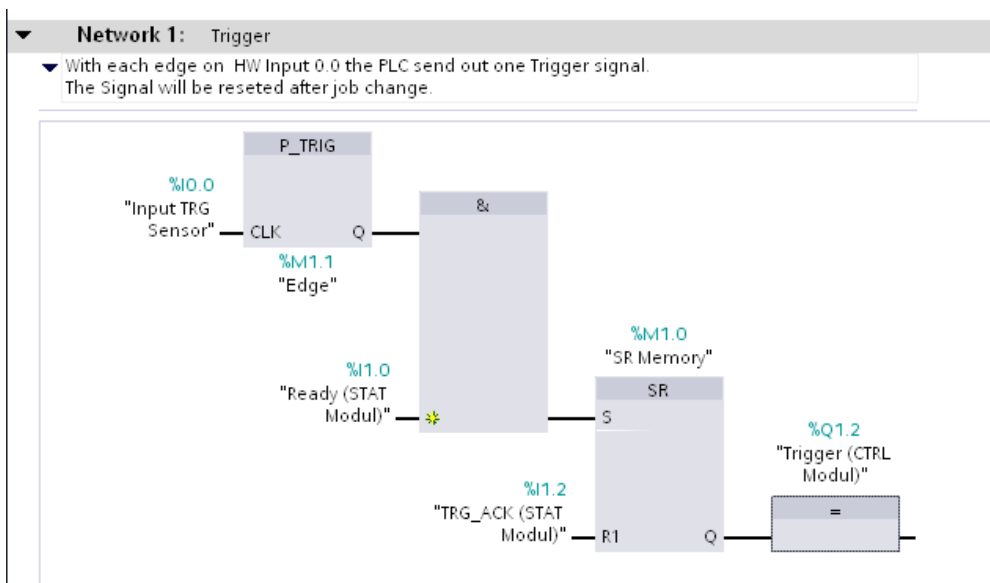 Network 1: Trigger
With each edge on HW Input 0.0 the PLC send out one Trigger signal.
The Signal will be reseted after job change.
P_TRIG
%I0.0
"Input TRG
Sensor"
CLK Q
%M1.1
"Edge"
&
%I1.0
"Ready (STAT
Modul)"
%M1.0
"SR Memory"
SR
S
%I1.2
"TRG_ACK (STAT
Modul)"
R1 Q
%Q1.2
"Trigger (CTRL
Modul)"
=